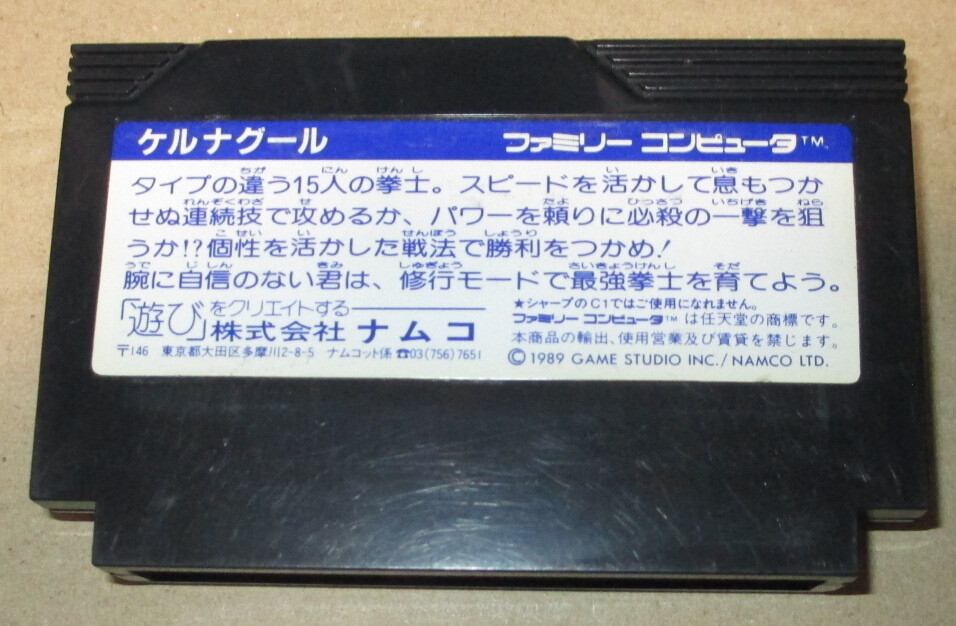 ケルナグール ファミリー コンピュータ™
タイプの違う15人の拳士。スピードを活かして息もつか
せぬ連続技で攻めるか、パワーを頼りに必殺の一撃を狙
うか!?個性を活かした戦法で勝利をつかめ!
腕に自信のない君は、修行モードで最強拳士を育てよう。
「遊び」をクリエイトする
株式会社 ナムコ
〒146 東京都大田区多摩川2-8-5 ナムコット係 ☎03(756)7651
★シャープのC1ではご使用になれません。
ファミリー コンピュータ™ は任天堂の商標です。
本商品の輸出、使用営業及び賃貸を禁じます。
©1989 GAME STUDIO INC./NAMCO LTD.